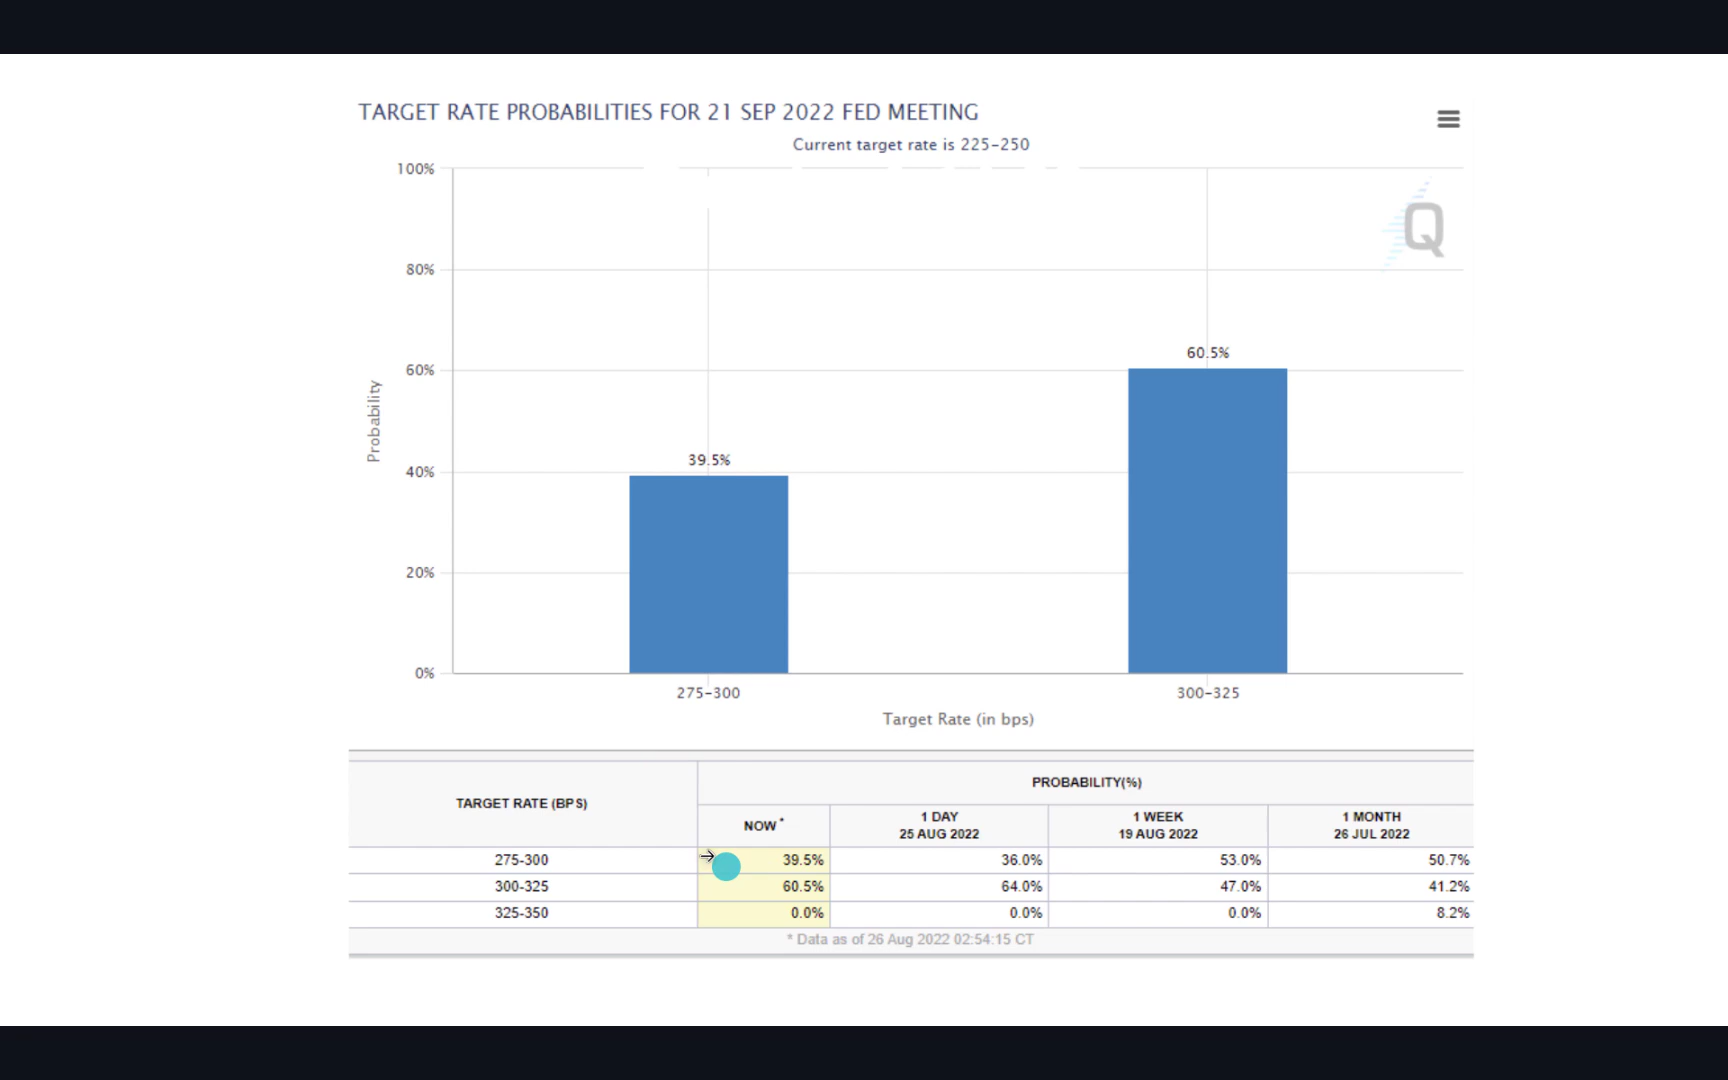 TARGET RATE PROBABILITIES FOR 21 SEP 2022 FED MEETING
Current target rate is 225-250
100%
80%
60%
40%
20%
0%
Probability
39.5%
60.5%
275-300
300-325
Target Rate (in bps)
Q
TARGET RATE (BPS)
PROBABILITY(%)
NOW *
1 DAY
25 AUG 2022
1 WEEK
19 AUG 2022
1 MONTH
26 JUL 2022
275-300 39.5% 36.0% 53.0% 50.7%
300-325 60.5% 64.0% 47.0% 41.2%
325-350 0.0% 0.0% 0.0% 8.2%
* Data as of 26 Aug 2022 02:54:15 CT